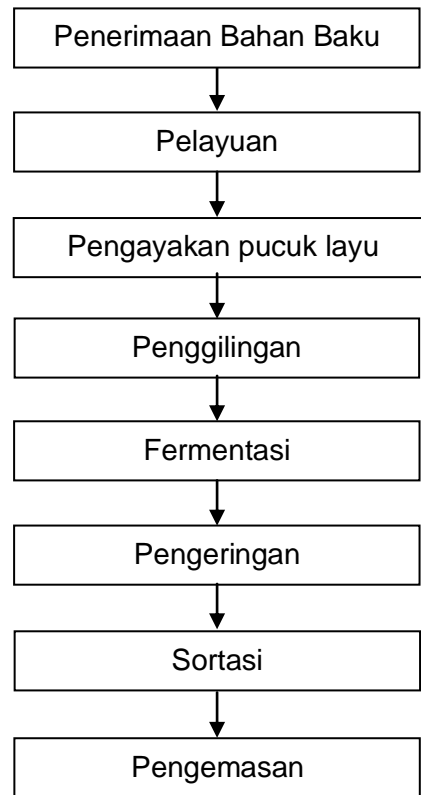 Penerimaan Bahan Baku
Pelayuan
Pengayakan pucuk layu
Penggilingan
Fermentasi
Pengeringan
Sortasi
Pengemasan